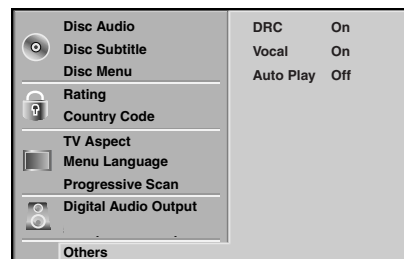 Disc Audio
Disc Subtitle
Disc Menu
Rating
Country Code
TV Aspect
Menu Language
Progressive Scan
Digital Audio Output
Others
DRC On
Vocal On
Auto Play Off